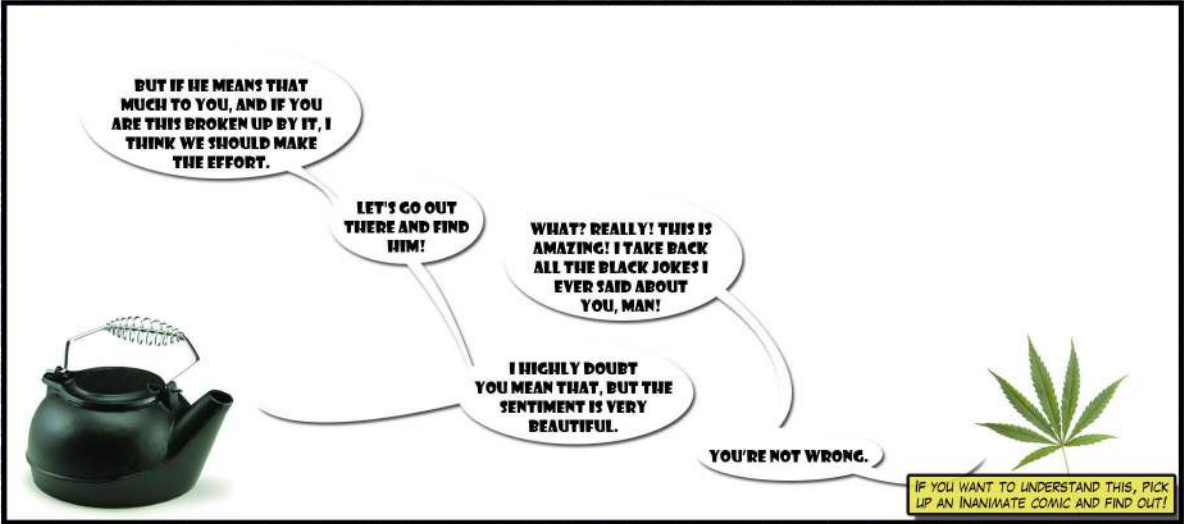 BUT IF HE MEANS THAT
MUCH TO YOU, AND IF YOU
ARE THIS BROKEN UP BY IT, I
THINK WE SHOULD MAKE
THE EFFORT.
LET'S GO OUT
THERE AND FIND
HIM!
WHAT? REALLY! THIS IS
AMAZING! I TAKE BACK
ALL THE BLACK JOKES I
EVER SAID ABOUT
YOU, MAN!
I HIGHLY DOUBT
YOU MEAN THAT, BUT THE
SENTIMENT IS VERY
BEAUTIFUL.
YOU'RE NOT WRONG.
IF YOU WANT TO UNDERSTAND THIS, PICK
UP AN INANIMATE COMIC AND FIND OUT!